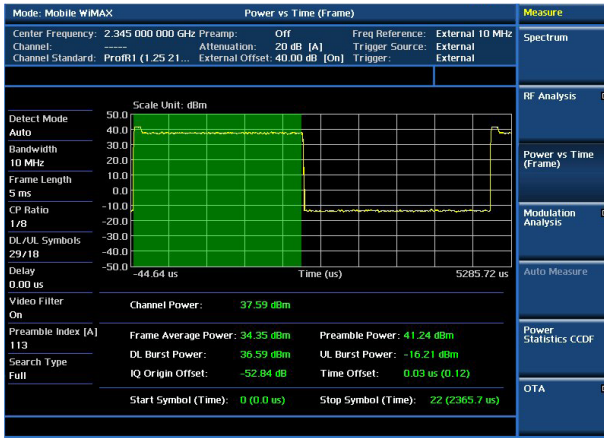 Mode: Mobile WiMAX Power vs Time (Frame) Measure
Center Frequency: 2.345 000 000 GHz Preamp: Off Freq Reference: External 10 MHz
Channel: ----- Attenuation: 20 dB [A] Trigger Source: External
Channel Standard: ProfR1 (1.25 21... External Offset: 40.00 dB [On] Trigger: External
Spectrum
RF Analysis
Power vs Time
(Frame)
Modulation
Analysis
Auto Measure
Power
Statistics CCDF
OTA
Detect Mode
Auto
Bandwidth
10 MHz
Frame Length
5 ms
CP Ratio
1/8
DL/UL Symbols
29/18
Delay
0.00 us
Video Filter
On
Preamble Index [A]
113
Search Type
Full
Scale Unit: dBm
50.0
40.0
30.0
20.0
10.0
0.0
-10.0
-20.0
-30.0
-40.0
-50.0
-44.64 us Time (us) 5285.72 us
Channel Power: 37.59 dBm
Frame Average Power: 34.35 dBm Preamble Power: 41.24 dBm
DL Burst Power: 36.59 dBm UL Burst Power: -16.21 dBm
IQ Origin Offset: -52.84 dB Time Offset: 0.03 us (0.12)
Start Symbol (Time): 0 (0.0 us) Stop Symbol (Time): 22 (2365.7 us)